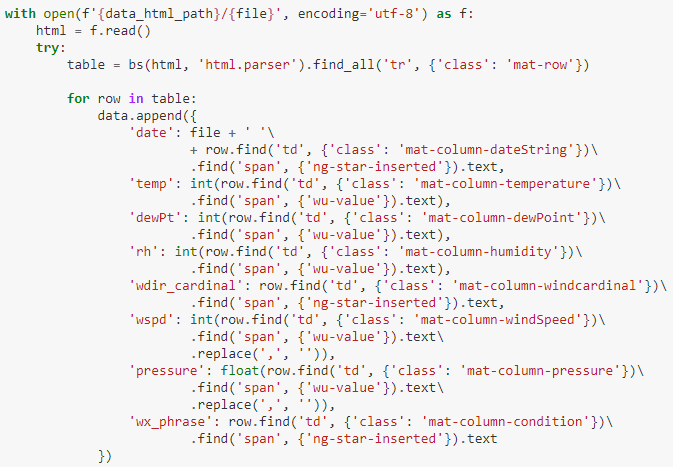 with open(f'{data_html_path}/{file}', encoding='utf-8') as f:
    html = f.read()
    try:
        table = bs(html, 'html.parser').find_all('tr', {'class': 'mat-row'})

        for row in table:
            data.append({
                'date': file + ' '\
                        + row.find('td', {'class': 'mat-column-dateString'})\
                        .find('span', {'ng-star-inserted'}).text,
                'temp': int(row.find('td', {'class': 'mat-column-temperature'})\
                        .find('span', {'wu-value'}).text),
                'dewPt': int(row.find('td', {'class': 'mat-column-dewPoint'})\
                        .find('span', {'wu-value'}).text),
                'rh': int(row.find('td', {'class': 'mat-column-humidity'})\
                        .find('span', {'wu-value'}).text),
                'wdir_cardinal': row.find('td', {'class': 'mat-column-windcardinal'})\
                        .find('span', {'ng-star-inserted'}).text,
                'wspd': int(row.find('td', {'class': 'mat-column-windSpeed'})\
                        .find('span', {'wu-value'}).text\
                        .replace(',', '')),
                'pressure': float(row.find('td', {'class': 'mat-column-pressure'})\
                        .find('span', {'wu-value'}).text\
                        .replace(',', '')),
                'wx_phrase': row.find('td', {'class': 'mat-column-condition'})\
                        .find('span', {'ng-star-inserted'}).text
            })